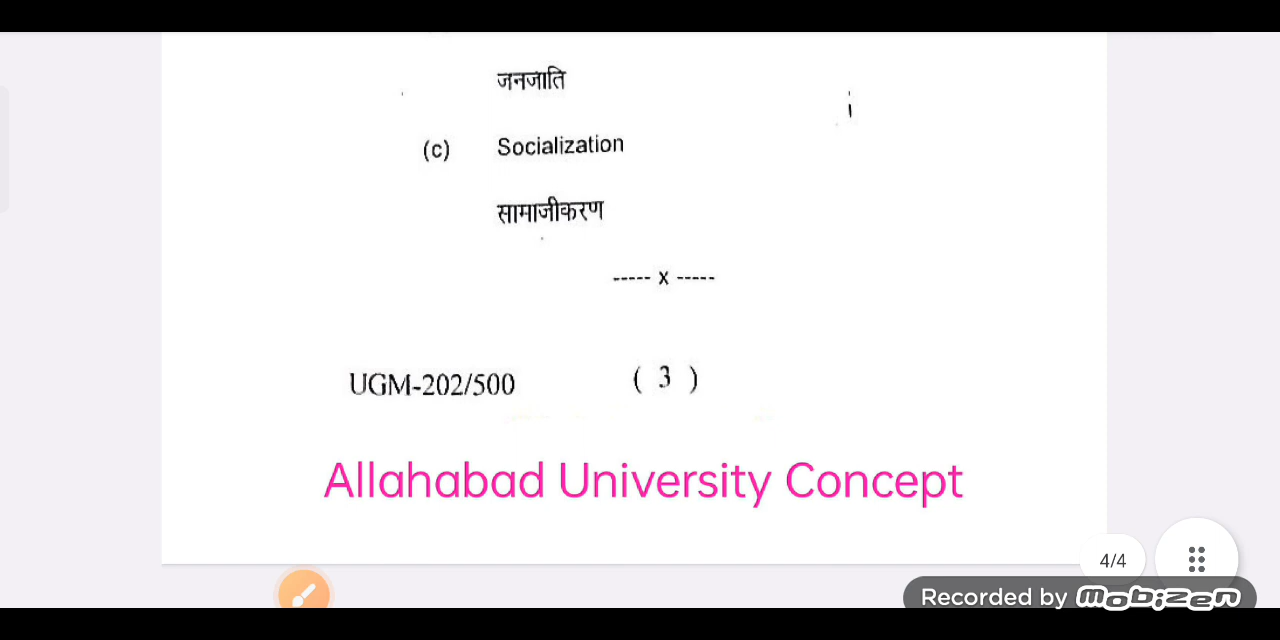 जनजाति
(c) Socialization
सामाजीकरण
----- x -----
UGM-202/500 ( 3 )
Allahabad University Concept
4/4
Recorded by mobizen